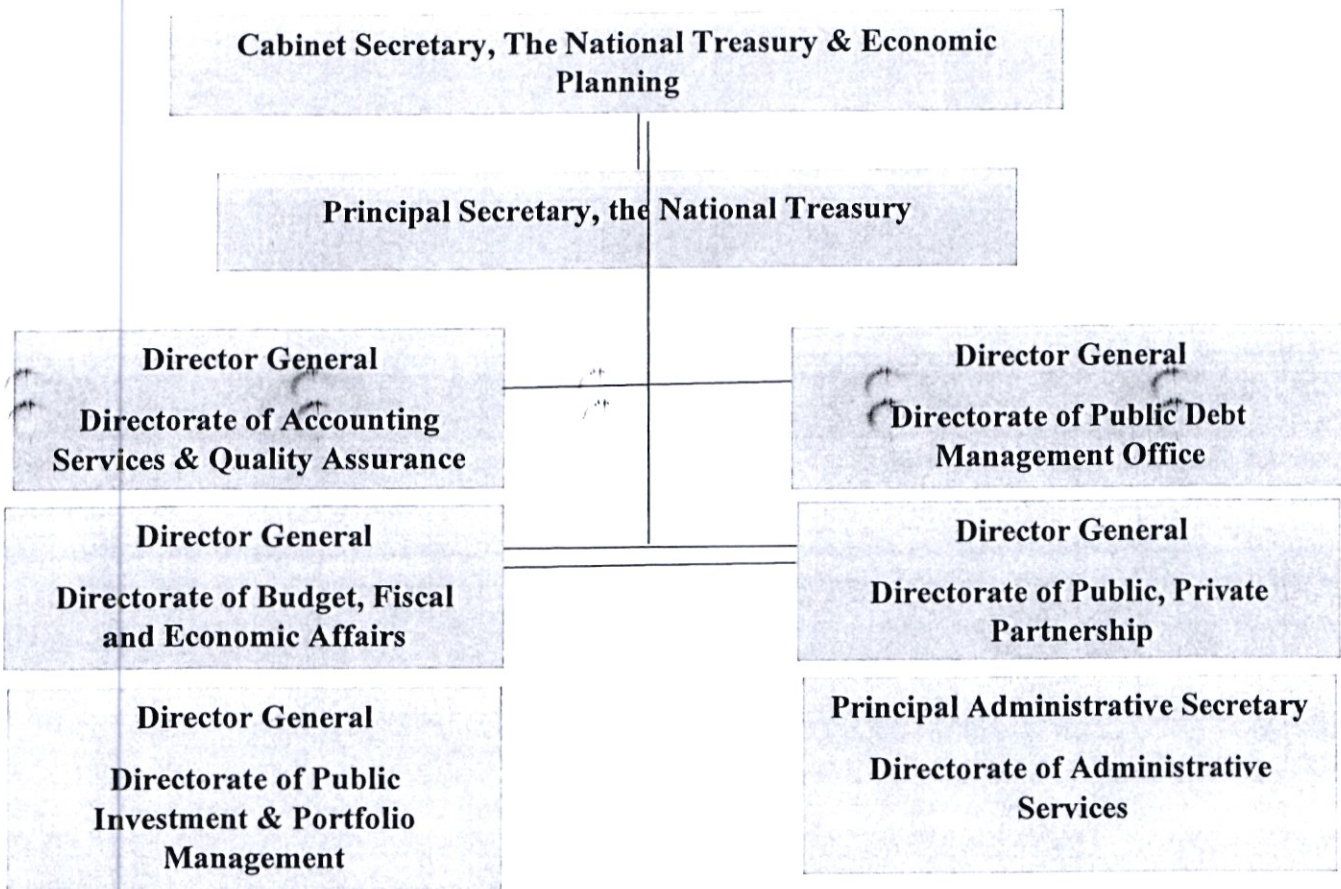 Cabinet Secretary, The National Treasury & Economic
Planning
Principal Secretary, the National Treasury
Director General
Directorate of Accounting
Services & Quality Assurance
Director General
Directorate of Public Debt
Management Office
Director General
Directorate of Budget, Fiscal
and Economic Affairs
Director General
Directorate of Public, Private
Partnership
Director General
Directorate of Public
Investment & Portfolio
Management
Principal Administrative Secretary
Directorate of Administrative
Services